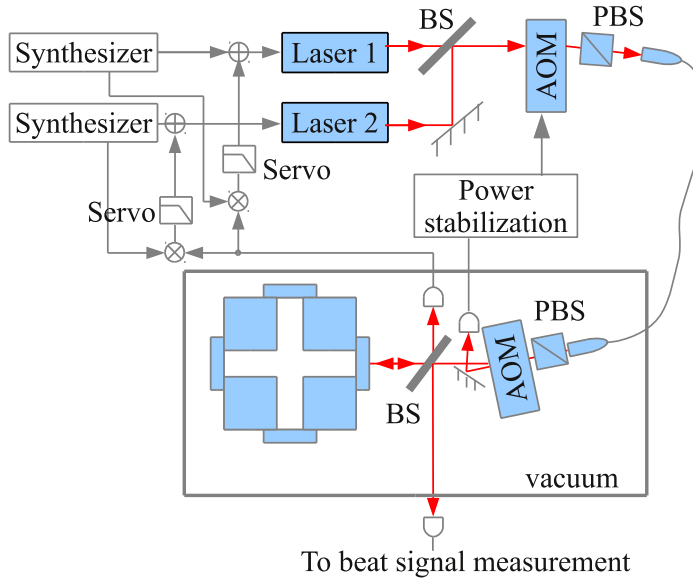 BS
PBS
Synthesizer
Laser 1
AOM
Synthesizer
Laser 2
Servo
Servo
Power
stabilization
PBS
AOM
BS
vacuum
To beat signal measurement